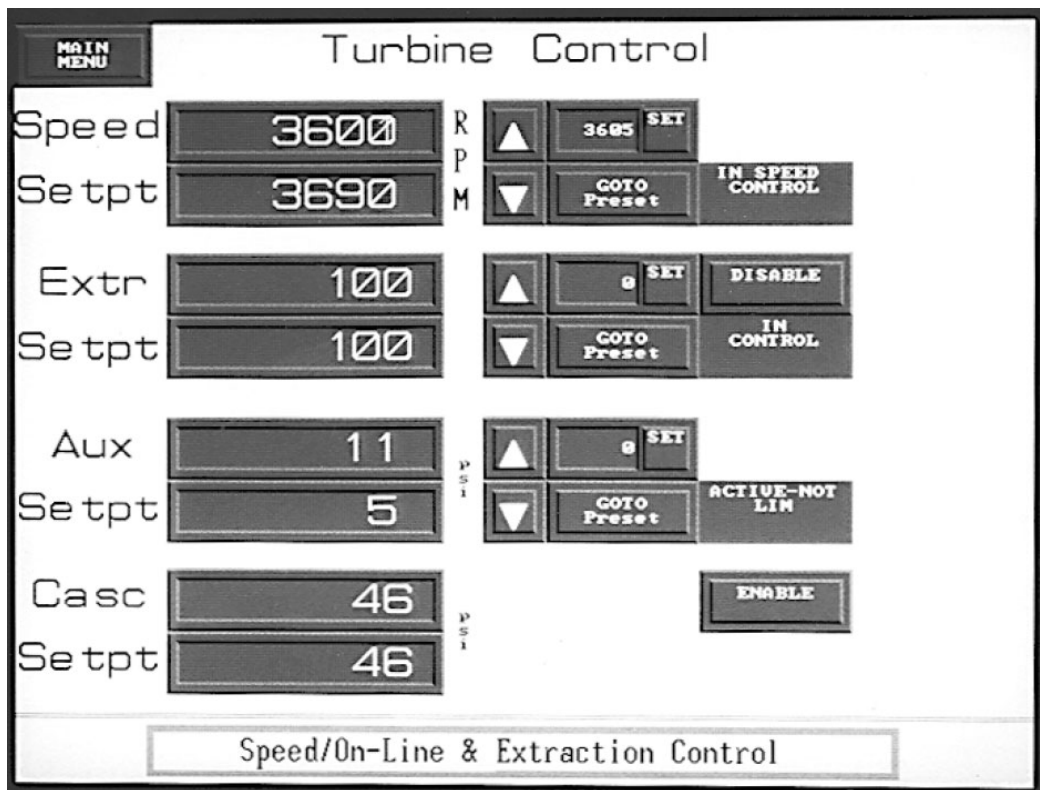 MAIN
MENU
Turbine Control
Speed
3600
RPM
3605
SET
Setpt
3690
GOTO
Preset
IN SPEED
CONTROL
Extr
100
0
SET
DISABLE
Setpt
100
GOTO
Preset
IN
CONTROL
Aux
11
psi
0
SET
Setpt
5
GOTO
Preset
ACTIVE-NOT
LIM
Casc
46
psi
ENABLE
Setpt
46
Speed/On-Line & Extraction Control